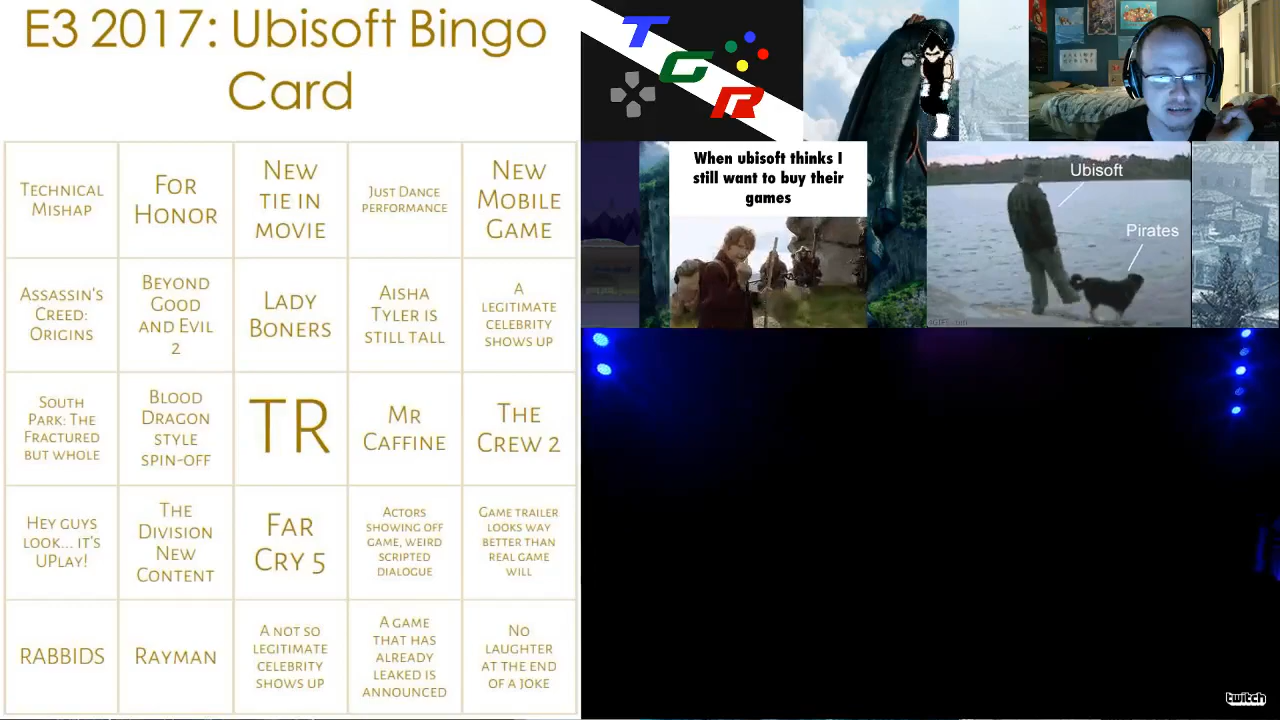 E3 2017: Ubisoft Bingo
Card
TECHNICAL
MISHAP
FOR
HONOR
NEW
TIE IN
MOVIE
JUST DANCE
PERFORMANCE
NEW
MOBILE
GAME
ASSASSIN'S
CREED:
ORIGINS
BEYOND
GOOD
AND EVIL
2
LADY
BONERS
AISHA
TYLER IS
STILL TALL
A
LEGITIMATE
CELEBRITY
SHOWS UP
SOUTH
PARK: THE
FRACTURED
BUT WHOLE
BLOOD
DRAGON
STYLE
SPIN-OFF
TR
MR
CAFFINE
THE
CREW 2
HEY GUYS
LOOK... IT'S
UPLAY!
THE
DIVISION
NEW
CONTENT
FAR
CRY 5
ACTORS
SHOWING OFF
GAME, WEIRD
SCRIPTED
DIALOGUE
GAME TRAILER
LOOKS WAY
BETTER THAN
REAL GAME
WILL
RABBIDS
RAYMAN
A NOT SO
LEGITIMATE
CELEBRITY
SHOWS UP
A GAME
THAT HAS
ALREADY
LEAKED IS
ANNOUNCED
NO
LAUGHTER
AT THE END
OF A JOKE
T
G
R
When ubisoft thinks I
still want to buy their
games
Ubisoft
Pirates
twitch